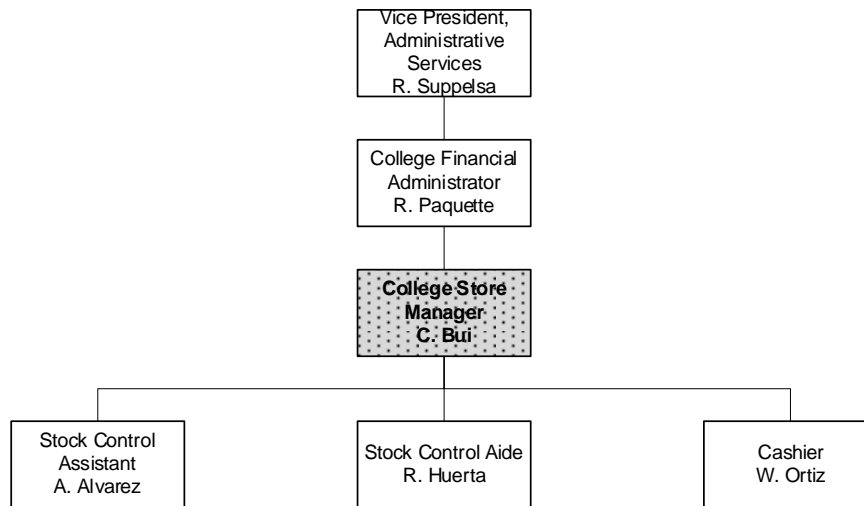 Vice President,
Administrative
Services
R. Suppelsa
College Financial
Administrator
R. Paquette
College Store
Manager
C. Bui
Stock Control
Assistant
A. Alvarez
Stock Control Aide
R. Huerta
Cashier
W. Ortiz